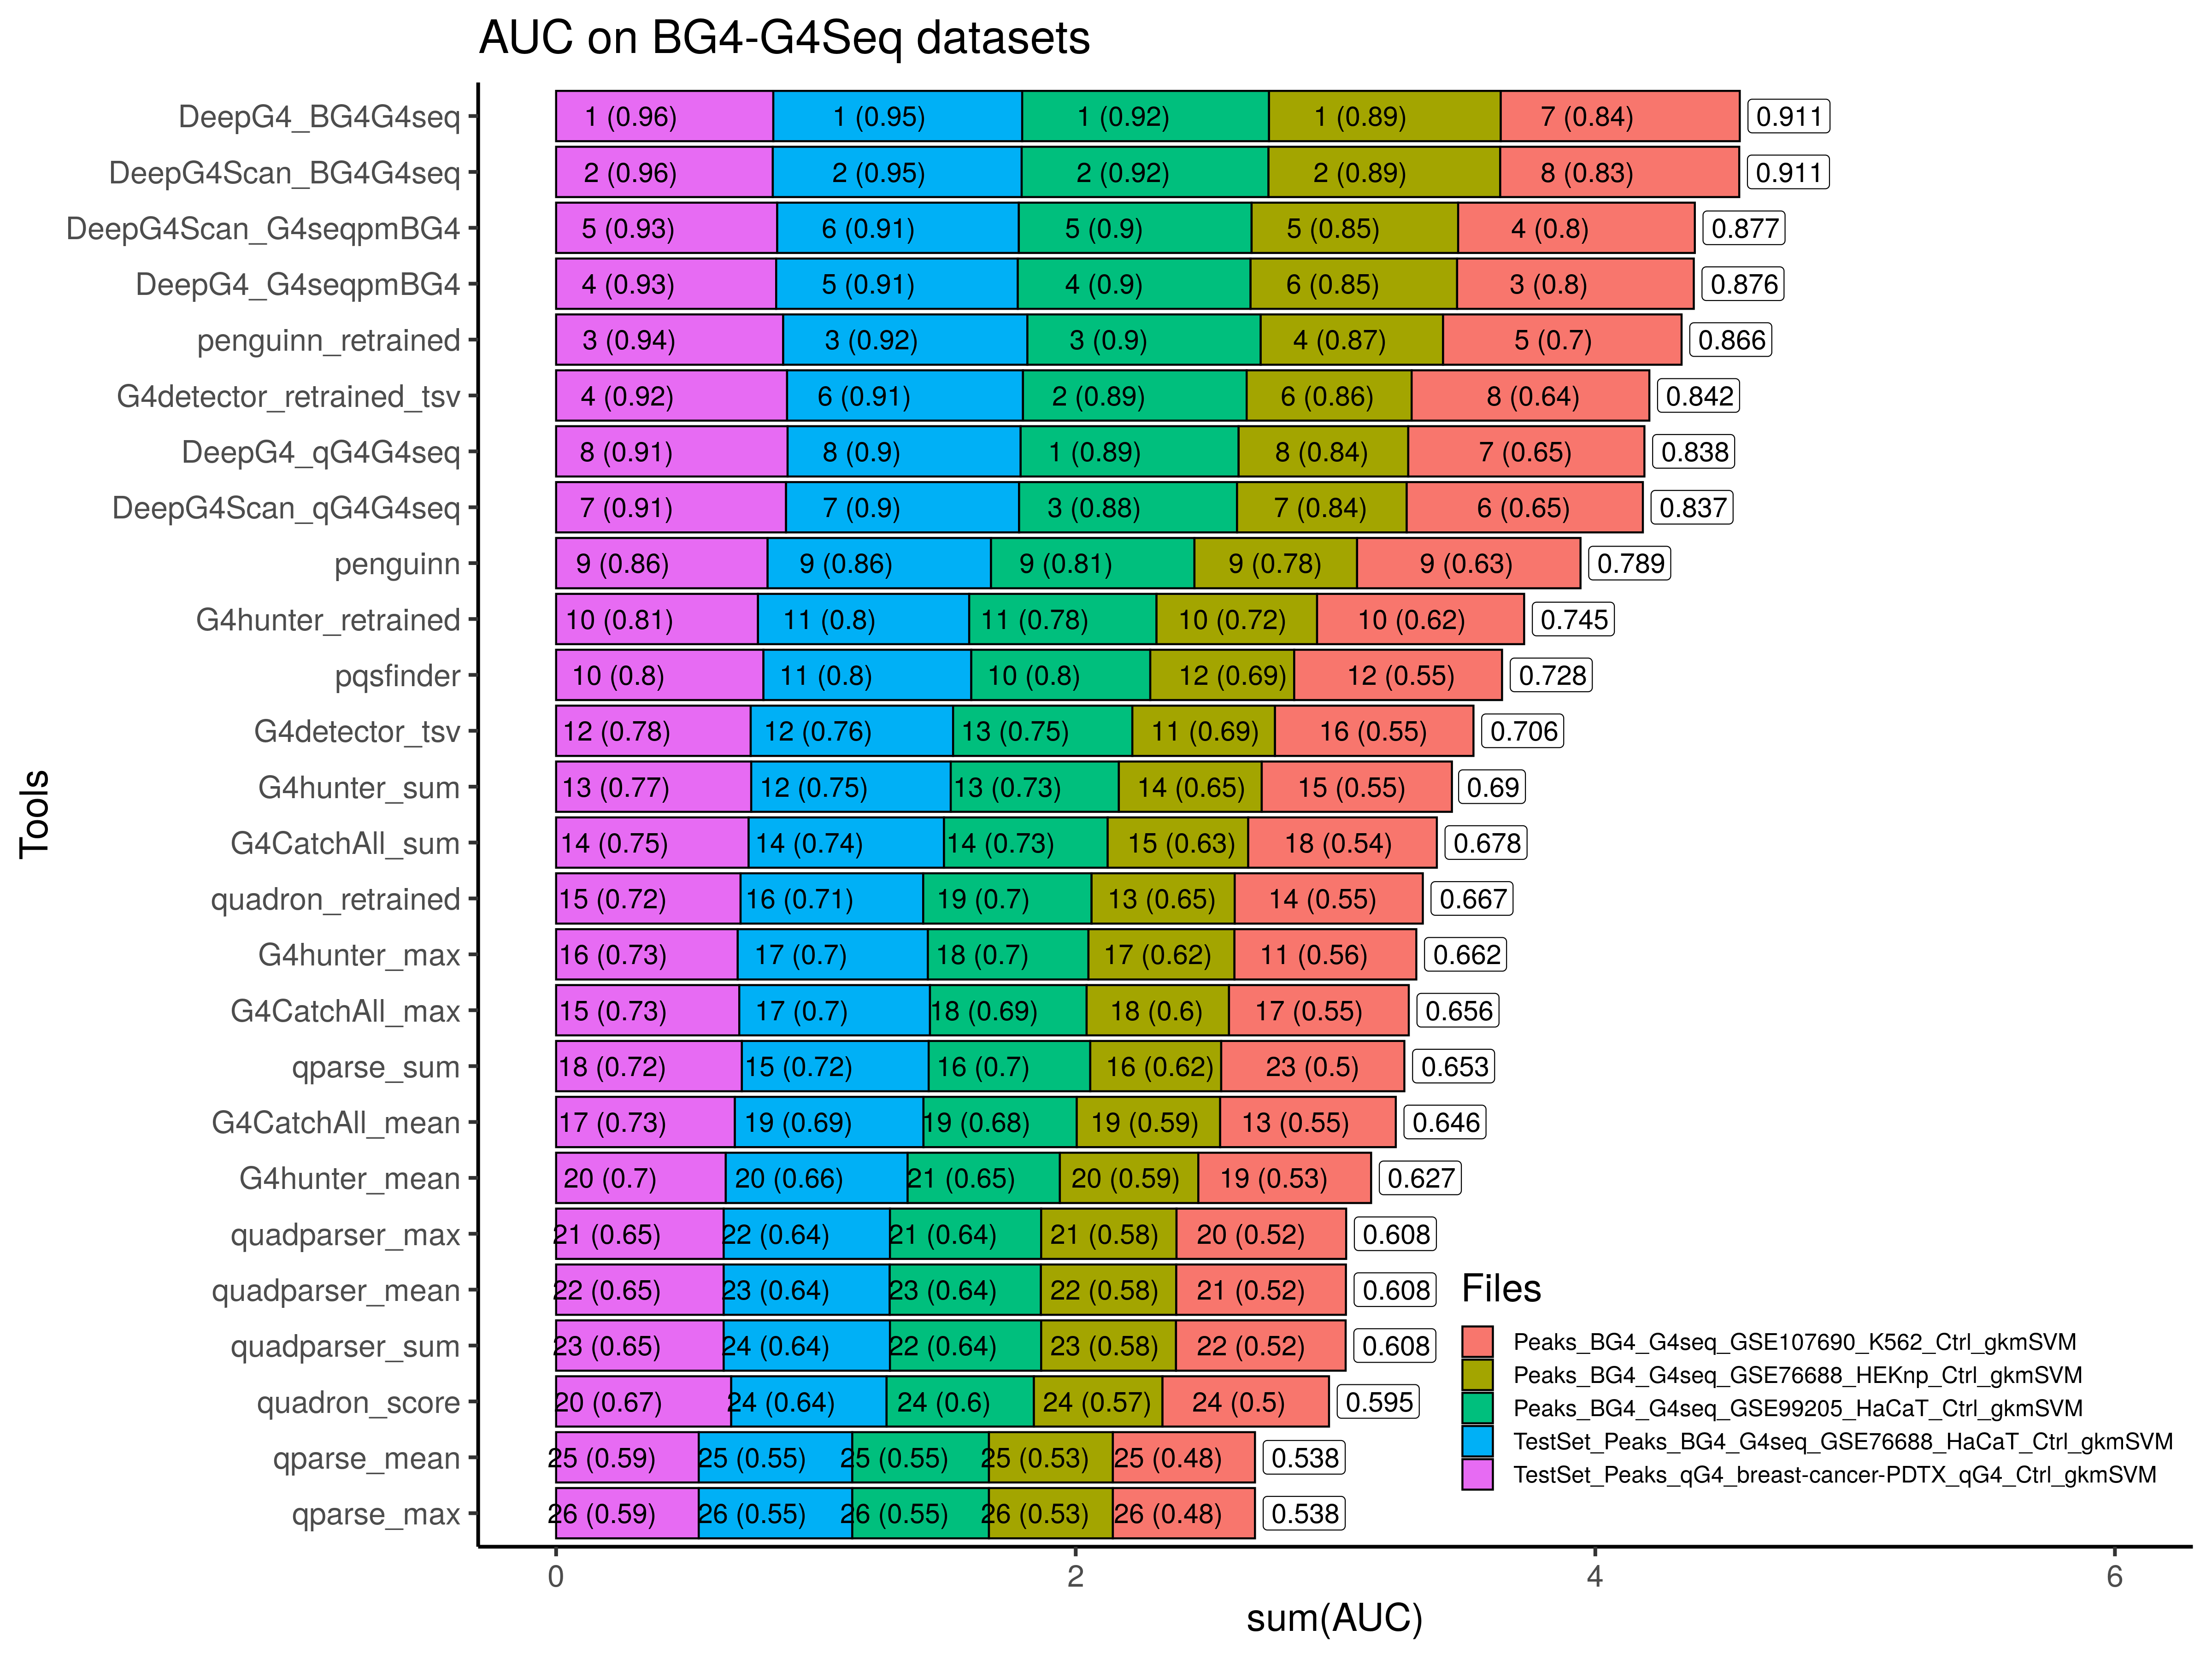 AUC on BG4-G4Seq datasets
DeepG4_BG4G4seq 1 (0.96) 1 (0.95) 1 (0.92) 1 (0.89) 7 (0.84) 0.911
DeepG4Scan_BG4G4seq 2 (0.96) 2 (0.95) 2 (0.92) 2 (0.89) 8 (0.83) 0.911
DeepG4Scan_G4seqpmBG4 5 (0.93) 6 (0.91) 5 (0.9) 5 (0.85) 4 (0.8) 0.877
DeepG4_G4seqpmBG4 4 (0.93) 5 (0.91) 4 (0.9) 6 (0.85) 3 (0.8) 0.876
penguinn_retrained 3 (0.94) 3 (0.92) 3 (0.9) 4 (0.87) 5 (0.7) 0.866
G4detector_retrained_tsv 4 (0.92) 6 (0.91) 2 (0.89) 6 (0.86) 8 (0.64) 0.842
DeepG4_qG4G4seq 8 (0.91) 8 (0.9) 1 (0.89) 8 (0.84) 7 (0.65) 0.838
DeepG4Scan_qG4G4seq 7 (0.91) 7 (0.9) 3 (0.88) 7 (0.84) 6 (0.65) 0.837
penguinn 9 (0.86) 9 (0.86) 9 (0.81) 9 (0.78) 9 (0.63) 0.789
G4hunter_retrained 10 (0.81) 11 (0.8) 11 (0.78) 10 (0.72) 10 (0.62) 0.745
pqsfinder 10 (0.8) 11 (0.8) 10 (0.8) 12 (0.69) 12 (0.55) 0.728
G4detector_tsv 12 (0.78) 12 (0.76) 13 (0.75) 11 (0.69) 16 (0.55) 0.706
G4hunter_sum 13 (0.77) 12 (0.75) 13 (0.73) 14 (0.65) 15 (0.55) 0.69
G4CatchAll_sum 14 (0.75) 14 (0.74) 14 (0.73) 15 (0.63) 18 (0.54) 0.678
quadron_retrained 15 (0.72) 16 (0.71) 19 (0.7) 13 (0.65) 14 (0.55) 0.667
G4hunter_max 16 (0.73) 17 (0.7) 18 (0.7) 17 (0.62) 11 (0.56) 0.662
G4CatchAll_max 15 (0.73) 17 (0.7) 18 (0.69) 18 (0.6) 17 (0.55) 0.656
qparse_sum 18 (0.72) 15 (0.72) 16 (0.7) 16 (0.62) 23 (0.5) 0.653
G4CatchAll_mean 17 (0.73) 19 (0.69) 19 (0.68) 19 (0.59) 13 (0.55) 0.646
G4hunter_mean 20 (0.7) 20 (0.66) 21 (0.65) 20 (0.59) 19 (0.53) 0.627
quadparser_max 21 (0.65) 22 (0.64) 21 (0.64) 21 (0.58) 20 (0.52) 0.608
quadparser_mean 22 (0.65) 23 (0.64) 23 (0.64) 22 (0.58) 21 (0.52) 0.608
quadparser_sum 23 (0.65) 24 (0.64) 22 (0.64) 23 (0.58) 22 (0.52) 0.608
quadron_score 20 (0.67) 24 (0.64) 24 (0.6) 24 (0.57) 24 (0.5) 0.595
qparse_mean 25 (0.59) 25 (0.55) 25 (0.55) 25 (0.53) 25 (0.48) 0.538
qparse_max 26 (0.59) 26 (0.55) 26 (0.55) 26 (0.53) 26 (0.48) 0.538
Tools
0 2 4 6
sum(AUC)
Files
Peaks_BG4_G4seq_GSE107690_K562_Ctrl_gkmSVM
Peaks_BG4_G4seq_GSE76688_HEKnp_Ctrl_gkmSVM
Peaks_BG4_G4seq_GSE99205_HaCaT_Ctrl_gkmSVM
TestSet_Peaks_BG4_G4seq_GSE76688_HaCaT_Ctrl_gkmSVM
TestSet_Peaks_qG4_breast-cancer-PDTX_qG4_Ctrl_gkmSVM